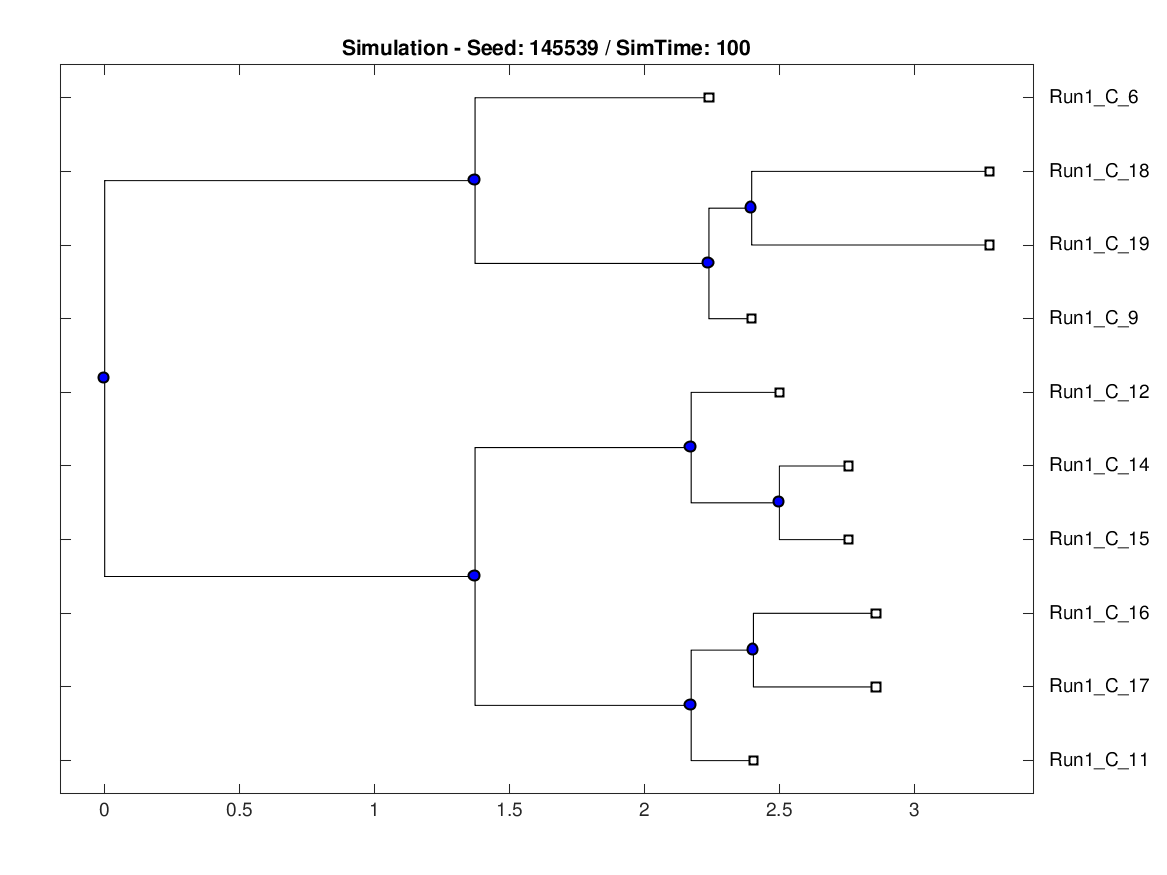 Simulation - Seed: 145539 / SimTime: 100
Run1_C_6
Run1_C_18
Run1_C_19
Run1_C_9
Run1_C_12
Run1_C_14
Run1_C_15
Run1_C_16
Run1_C_17
Run1_C_11
0 0.5 1 1.5 2 2.5 3